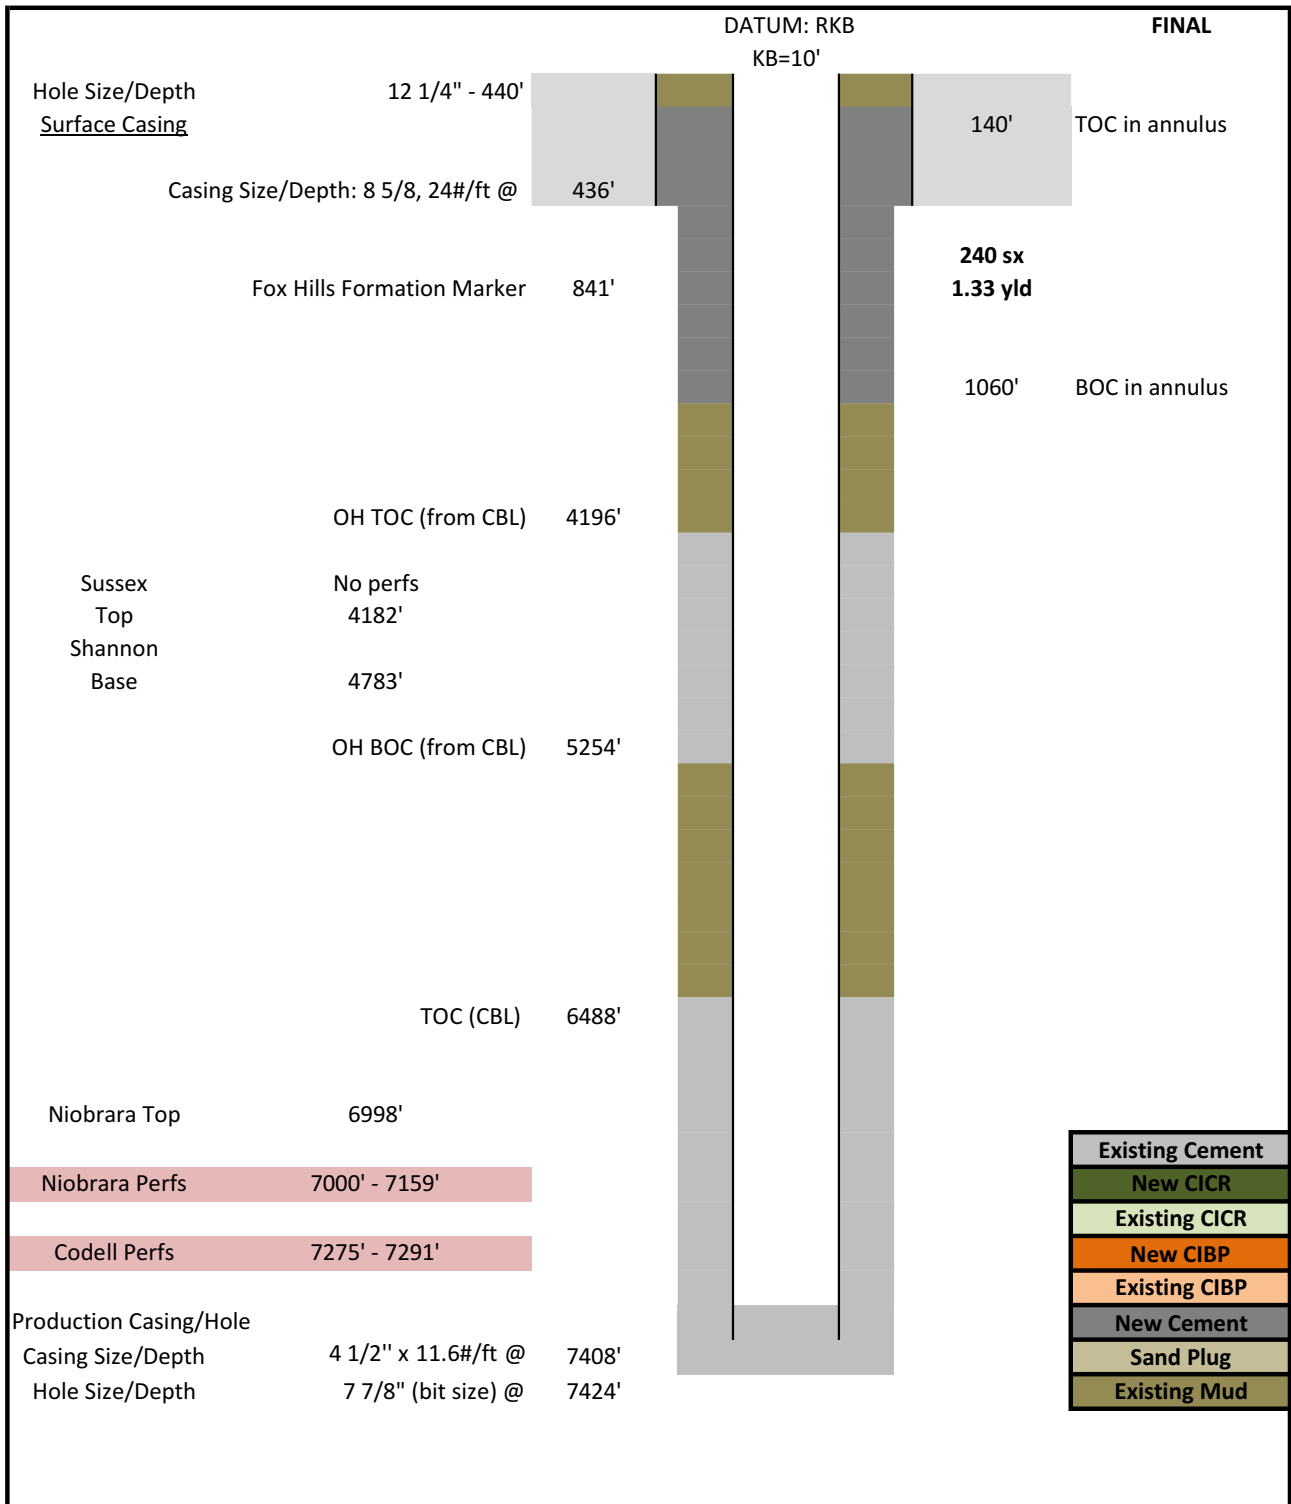 DATUM: RKB FINAL
KB=10'
Hole Size/Depth 12 1/4" - 440'
Surface Casing 140' TOC in annulus
Casing Size/Depth: 8 5/8, 24#/ft @ 436'
240 sx
Fox Hills Formation Marker 841' 1.33 yld
1060' BOC in annulus
OH TOC (from CBL) 4196'
Sussex No perfs
Top 4182'
Shannon
Base 4783'
OH BOC (from CBL) 5254'
TOC (CBL) 6488'
Niobrara Top 6998'
Existing Cement
Niobrara Perfs 7000' - 7159' New CICR
Existing CICR
Codell Perfs 7275' - 7291' New CIBP
Existing CIBP
Production Casing/Hole New Cement
Casing Size/Depth 4 1/2'' x 11.6#/ft @ 7408' Sand Plug
Hole Size/Depth 7 7/8" (bit size) @ 7424' Existing Mud